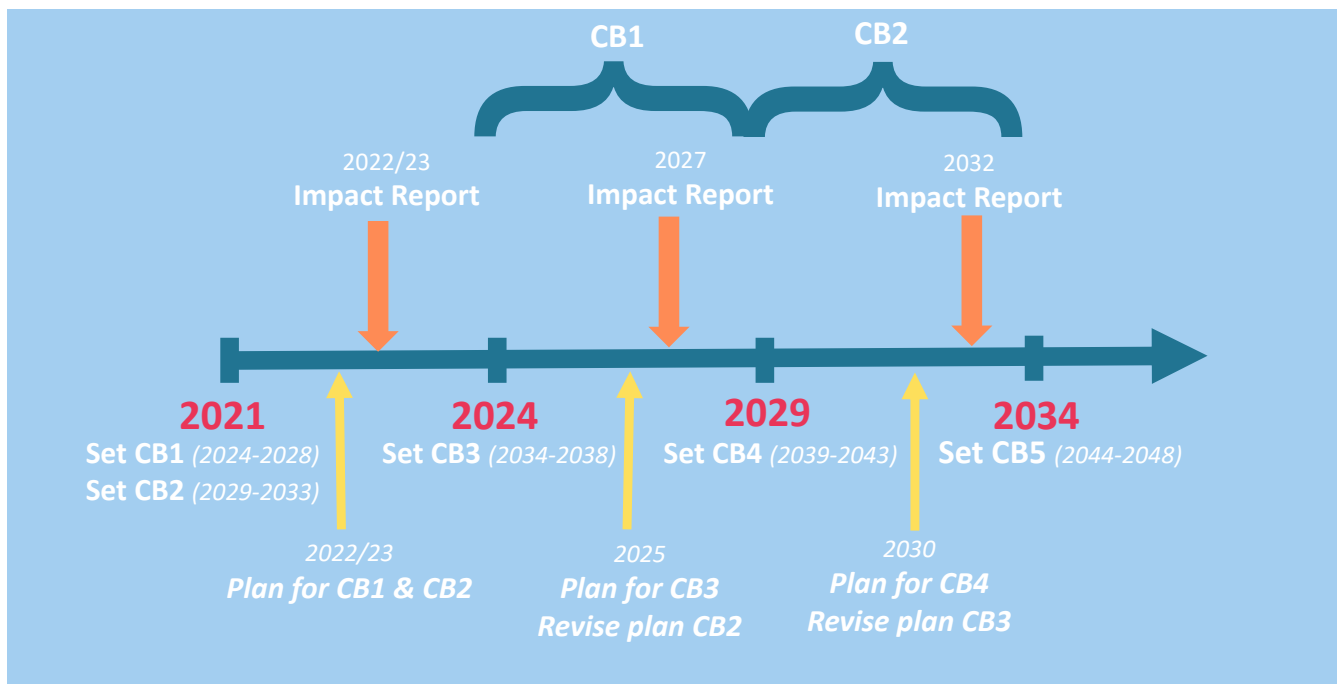 CB1
CB2
2022/23
Impact Report
2027
Impact Report
2032
Impact Report
2021
Set CB1 (2024-2028)
Set CB2 (2029-2033)
2024
Set CB3 (2034-2038)
2029
Set CB4 (2039-2043)
2034
Set CB5 (2044-2048)
2022/23
Plan for CB1 & CB2
2025
Plan for CB3
Revise plan CB2
2030
Plan for CB4
Revise plan CB3